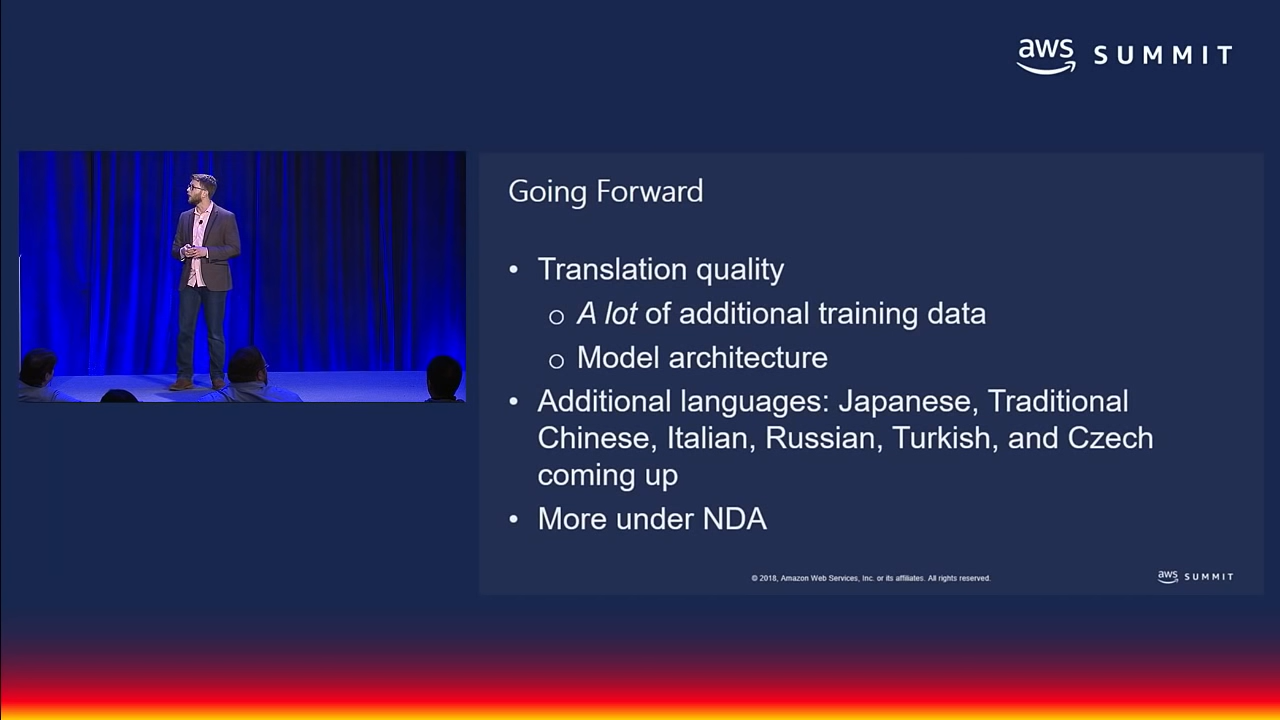 aws SUMMIT
Going Forward
• Translation quality
o A lot of additional training data
o Model architecture
• Additional languages: Japanese, Traditional
Chinese, Italian, Russian, Turkish, and Czech
coming up
• More under NDA
© 2018, Amazon Web Services, Inc. or its affiliates. All rights reserved.
aws SUMMIT